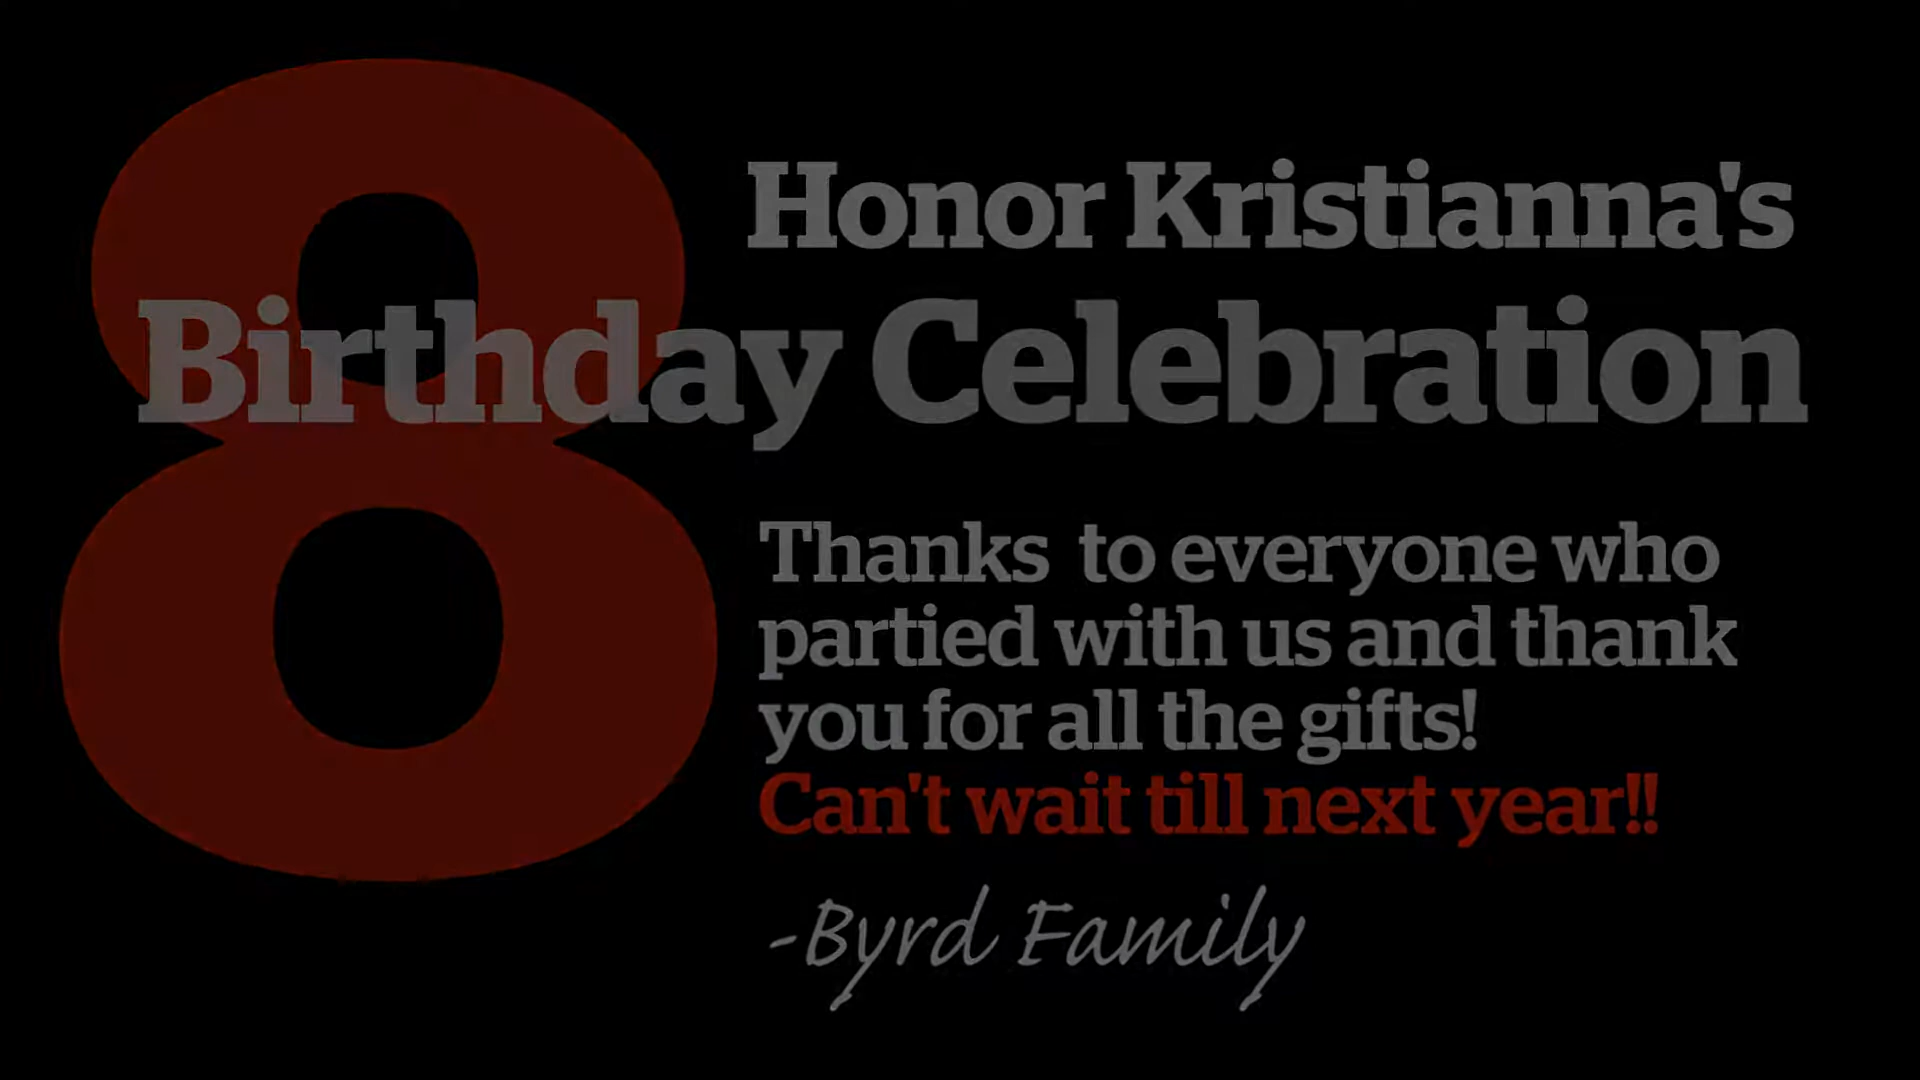 8
Honor Kristianna's
Birthday Celebration
Thanks to everyone who
partied with us and thank
you for all the gifts!
Can't wait till next year!!
-Byrd Family